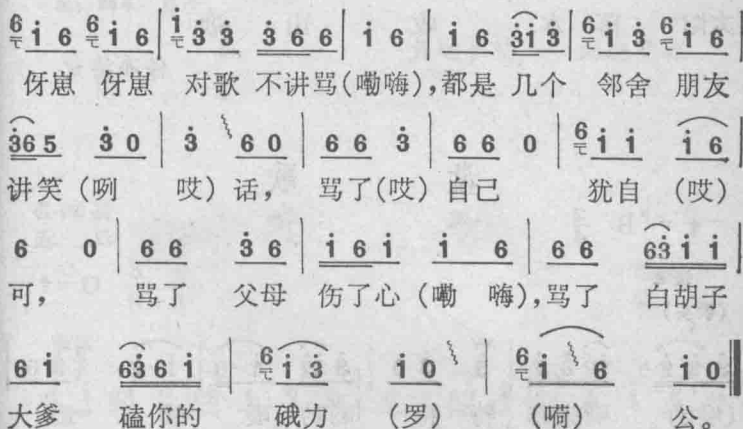 伢崽 伢崽 对歌 不讲骂(嘞嗨),都是 几个 邻舍 朋友
讲笑(咧 哎)话, 骂了(哎)自己 犹自 (哎)
可, 骂了 父母 伤了心(嘞 嗨),骂了 白胡子
大爹 磕你的 硪力 (罗) (嗬) 公。